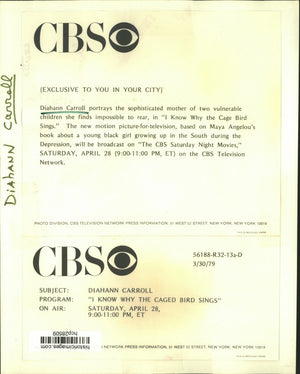 Diahann Carroll
CBS
(EXCLUSIVE TO YOU IN YOUR CITY)
Diahann Carroll portrays the sophisticated mother of two vulnerable
children she finds impossible to rear, in "I Know Why the Cage Bird
Sings." The new motion picture-for-television, based on Maya Angelou's
book about a young black girl growing up in the South during the
Depression, will be broadcast on "The CBS Saturday Night Movies,"
SATURDAY, APRIL 28 (9:00-11:00 PM, ET) on the CBS Television
Network.
PHOTO DIVISION, CBS TELEVISION NETWORK PRESS INFORMATION, 51 WEST 52 STREET, NEW YORK, NEW YORK 10019
CBS
56188-R32-13a-D
3/30/79
SUBJECT: DIAHANN CARROLL
PROGRAM: "I KNOW WHY THE CAGED BIRD SINGS"
ON AIR: SATURDAY, APRIL 28,
9:00-11:00 PM, ET
hcp28509
historicimages.com
N NETWORK PRESS INFORMATION, 51 WEST 52 STREET, NEW YORK, NEW YORK 10019